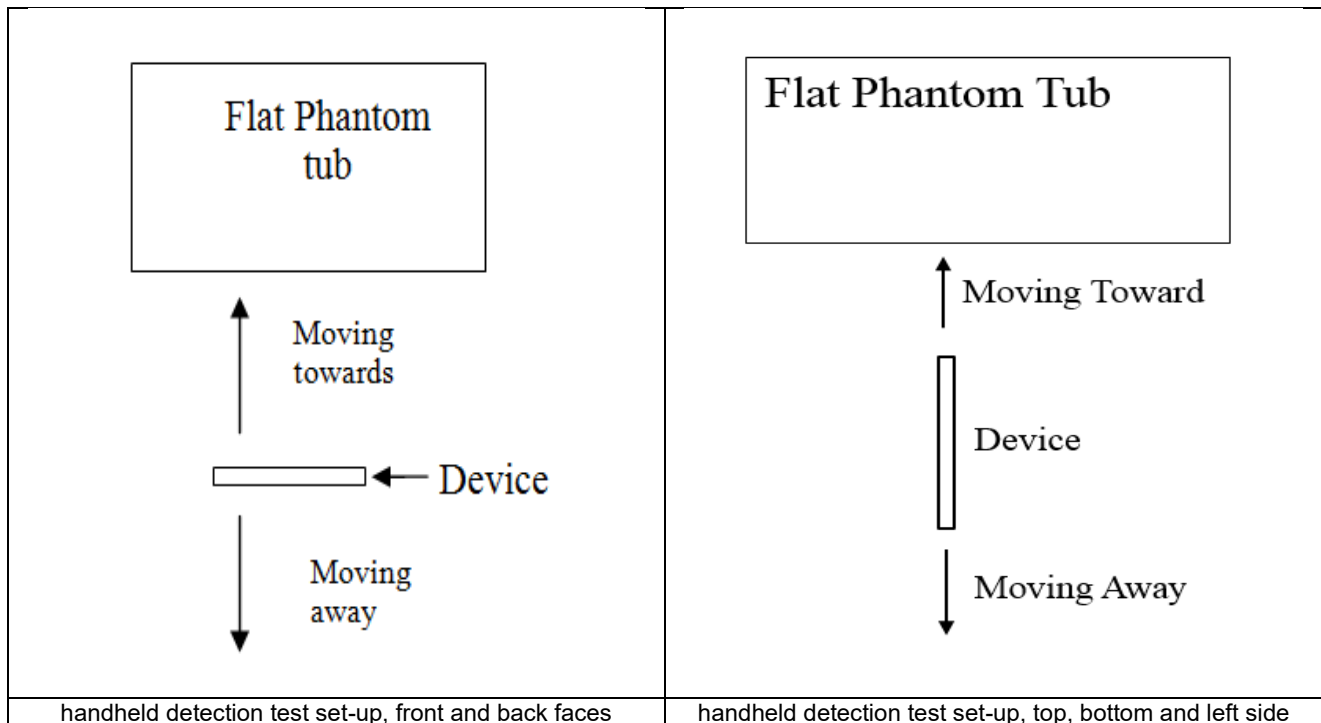 Flat Phantom
tub
Moving
towards
Device
Moving
away
handheld detection test set-up, front and back faces
Flat Phantom Tub
Moving Toward
Device
Moving Away
handheld detection test set-up, top, bottom and left side